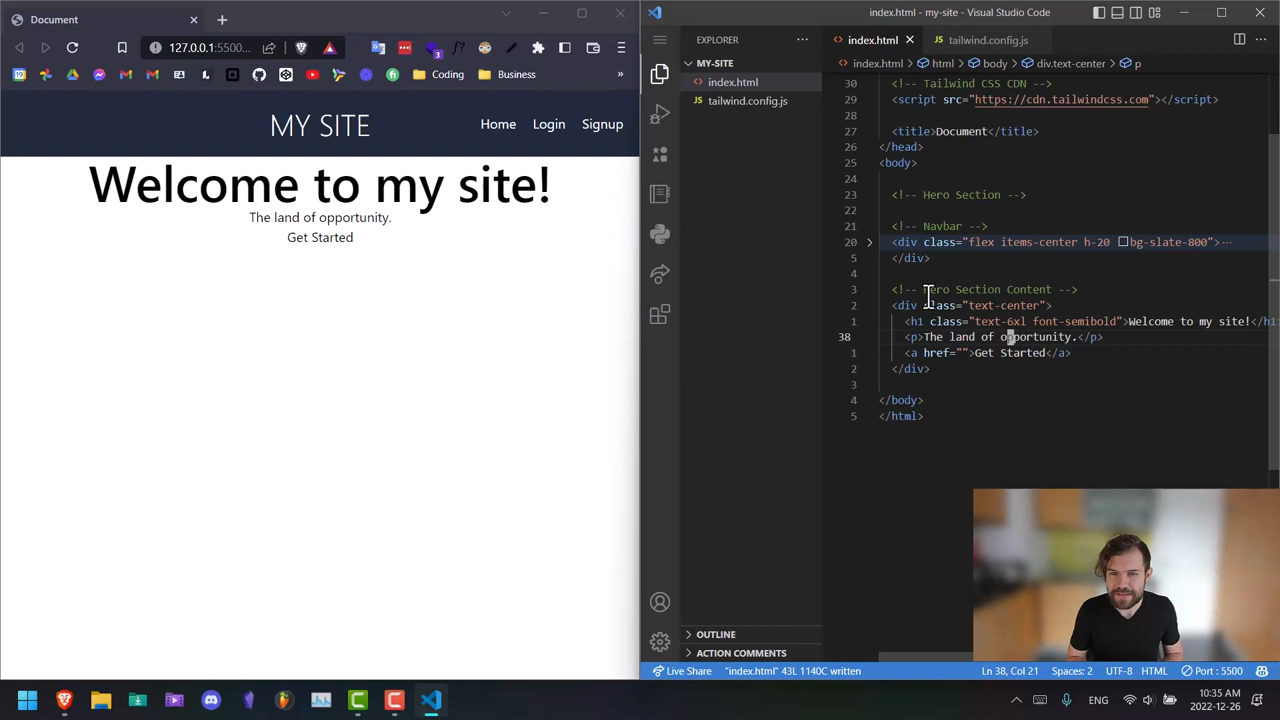 Document
127.0.0.1:5500...
3
Coding
Business
»
MY SITE
Home
Login
Signup
Welcome to my site!
The land of opportunity.
Get Started
index.html - my-site - Visual Studio Code
EXPLORER
MY-SITE
index.html
tailwind.config.js
index.html
tailwind.config.js
index.html > html > body > div.text-center > p
30 <!-- Tailwind CSS CDN -->
29 <script src="https://cdn.tailwindcss.com"></script>
28
27 <title>Document</title>
26 </head>
25 <body>
24
23 <!-- Hero Section -->
22
21 <!-- Navbar -->
20 <div class="flex items-center h-20 bg-slate-800">···
5 </div>
4
3 <!-- Hero Section Content -->
2 <div class="text-center">
1 <h1 class="text-6xl font-semibold">Welcome to my site!</h1
38 <p>The land of opportunity.</p>
1 <a href="">Get Started</a>
2 </div>
3
4 </body>
5 </html>
OUTLINE
ACTION COMMENTS
Live Share
"index.html" 43L 1140C written
Ln 38, Col 21
Spaces: 2
UTF-8
HTML
Port : 5500
ENG
10:35 AM
2022-12-26